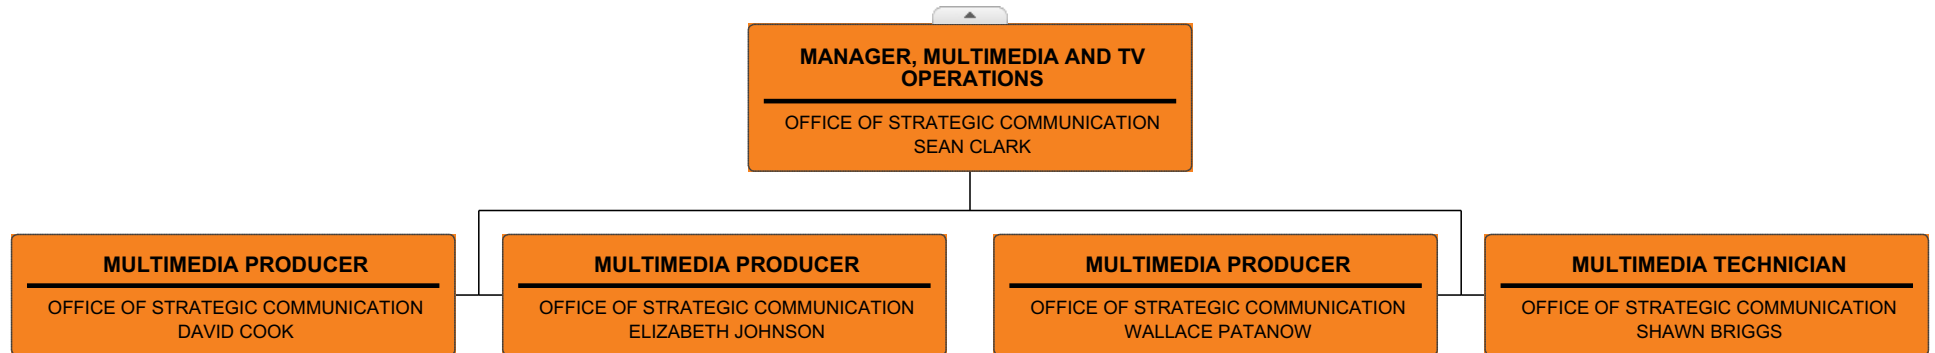 MANAGER, MULTIMEDIA AND TV
OPERATIONS
OFFICE OF STRATEGIC COMMUNICATION
SEAN CLARK
MULTIMEDIA PRODUCER
OFFICE OF STRATEGIC COMMUNICATION
DAVID COOK
MULTIMEDIA PRODUCER
OFFICE OF STRATEGIC COMMUNICATION
ELIZABETH JOHNSON
MULTIMEDIA PRODUCER
OFFICE OF STRATEGIC COMMUNICATION
WALLACE PATANOW
MULTIMEDIA TECHNICIAN
OFFICE OF STRATEGIC COMMUNICATION
SHAWN BRIGGS